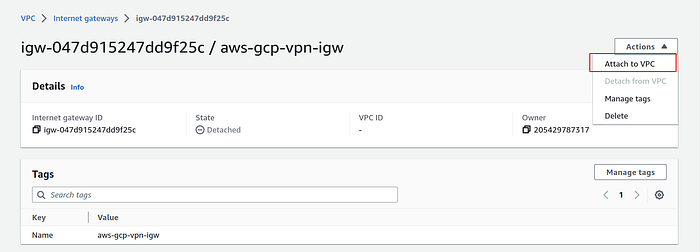 VPC > Internet gateways > igw-047d915247dd9f25c
igw-047d915247dd9f25c / aws-gcp-vpn-igw
Actions
Attach to VPC
Detach from VPC
Manage tags
Delete
Details Info
Internet gateway ID
igw-047d915247dd9f25c
State
Detached
VPC ID
-
Owner
205429787317
Tags
Manage tags
Search tags
1
Key Value
Name aws-gcp-vpn-igw